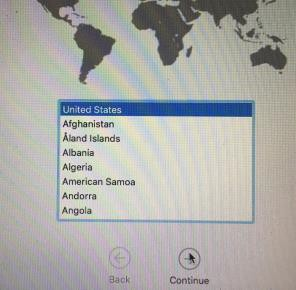 United States
Afghanistan
Åland Islands
Albania
Algeria
American Samoa
Andorra
Angola
Back
Continue